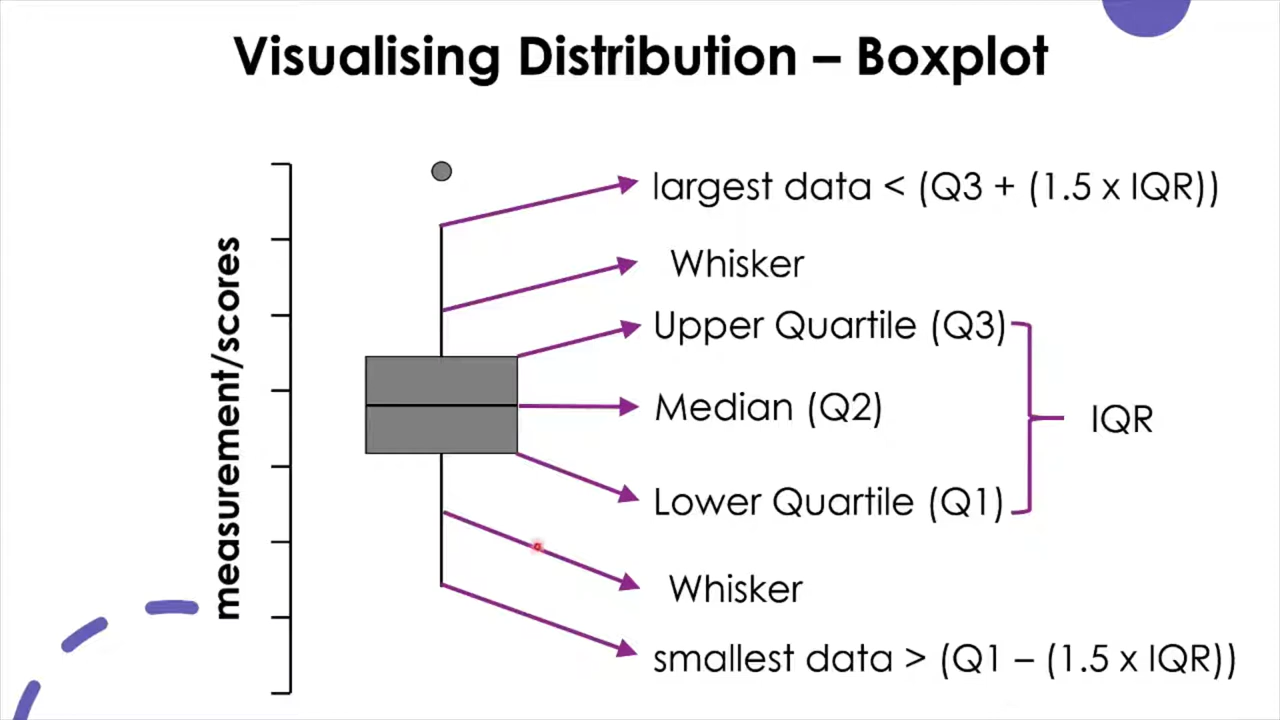 Visualising Distribution – Boxplot
measurement/scores
largest data < (Q3 + (1.5 x IQR))
Whisker
Upper Quartile (Q3)
Median (Q2)
IQR
Lower Quartile (Q1)
Whisker
smallest data > (Q1 – (1.5 x IQR))